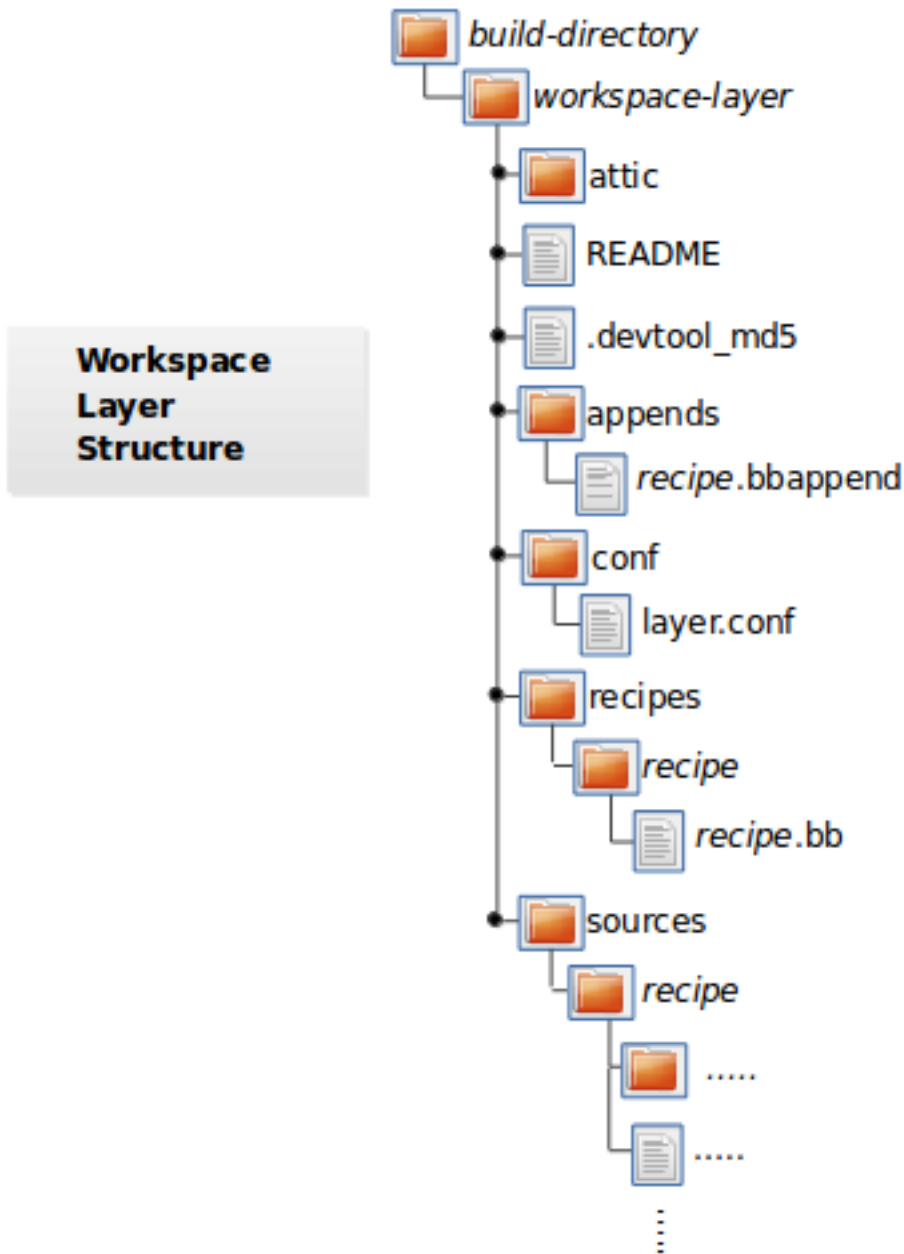 build-directory
workspace-layer
attic
README
.devtool_md5
Workspace
Layer
Structure
appends
recipe.bbappend
conf
layer.conf
recipes
recipe
recipe.bb
sources
recipe
.....
.....